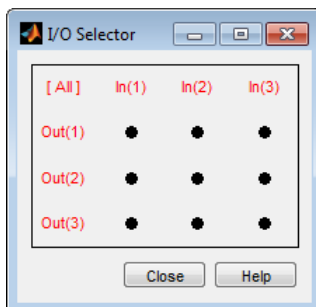 I/O Selector
[ All ] In(1) In(2) In(3)
Out(1)
Out(2)
Out(3)
Close Help